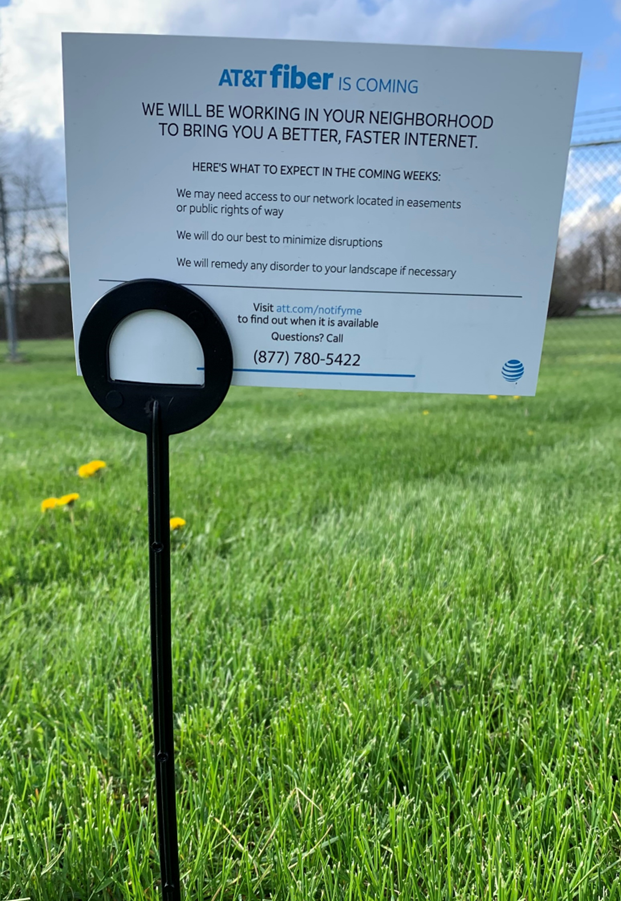 AT&T fiber IS COMING
WE WILL BE WORKING IN YOUR NEIGHBORHOOD
TO BRING YOU A BETTER, FASTER INTERNET.
HERE'S WHAT TO EXPECT IN THE COMING WEEKS:
We may need access to our network located in easements
or public rights of way
We will do our best to minimize disruptions
We will remedy any disorder to your landscape if necessary
Visit att.com/notifyme
to find out when it is available
Questions? Call
(877) 780-5422